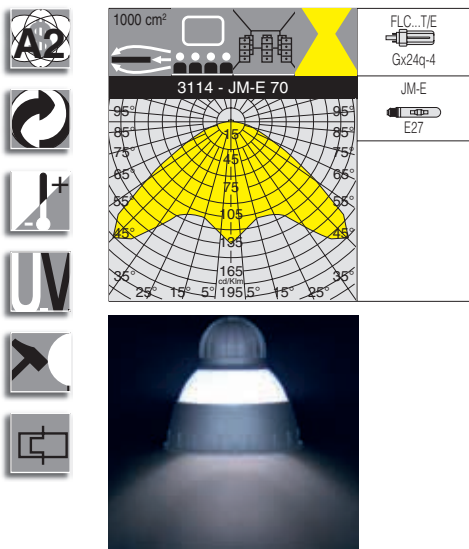 A2
1000 cm²
FLC...T/E
Gx24q-4
3114 - JM-E 70
JM-E
E27
95° 95°
85° 15 85°
75° 45 75°
65° 75 65°
55° 105 55°
45° 135 45°
35° 165 35°
cd/Klm
25° 15° 5° 195 5° 15° 25°
+
-
UV